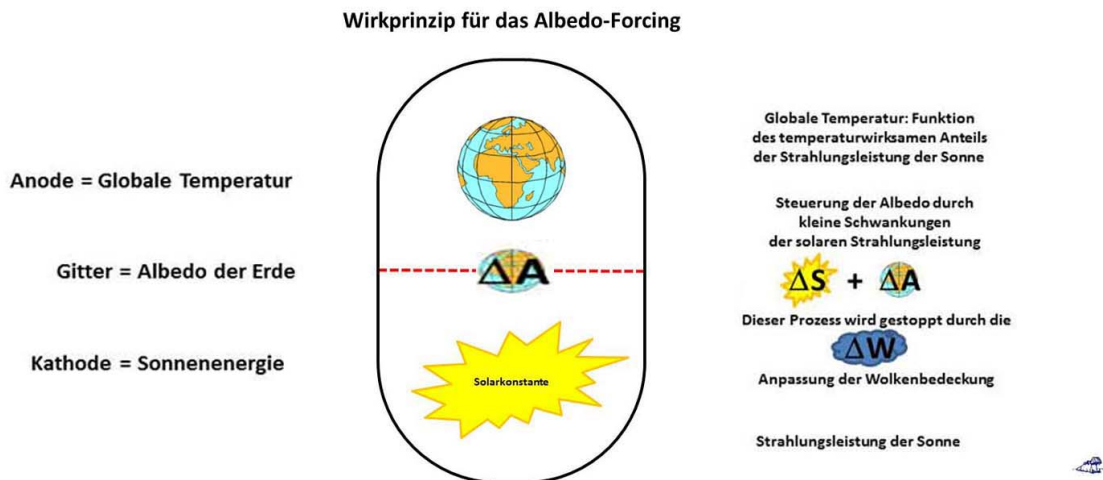 Wirkprinzip für das Albedo-Forcing
Anode = Globale Temperatur
Gitter = Albedo der Erde
Kathode = Sonnenenergie
ΔA
Solarkonstante
Globale Temperatur: Funktion
des temperaturwirksamen Anteils
der Strahlungsleistung der Sonne
Steuerung der Albedo durch
kleine Schwankungen
der solaren Strahlungsleistung
ΔS + ΔA
Dieser Prozess wird gestoppt durch die
ΔW
Anpassung der Wolkenbedeckung
Strahlungsleistung der Sonne